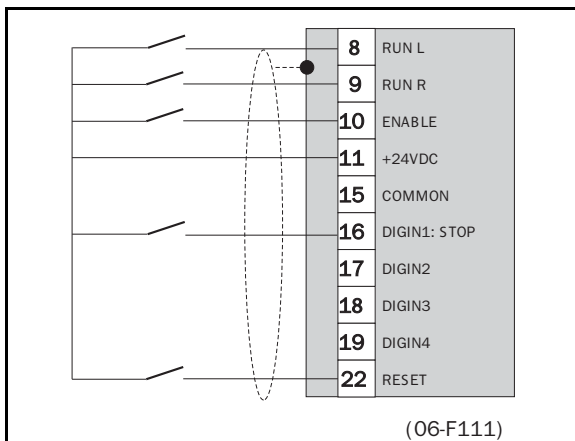 8 RUN L
9 RUN R
10 ENABLE
11 +24VDC
15 COMMON
16 DIGIN1: STOP
17 DIGIN2
18 DIGIN3
19 DIGIN4
22 RESET
(06-F111)